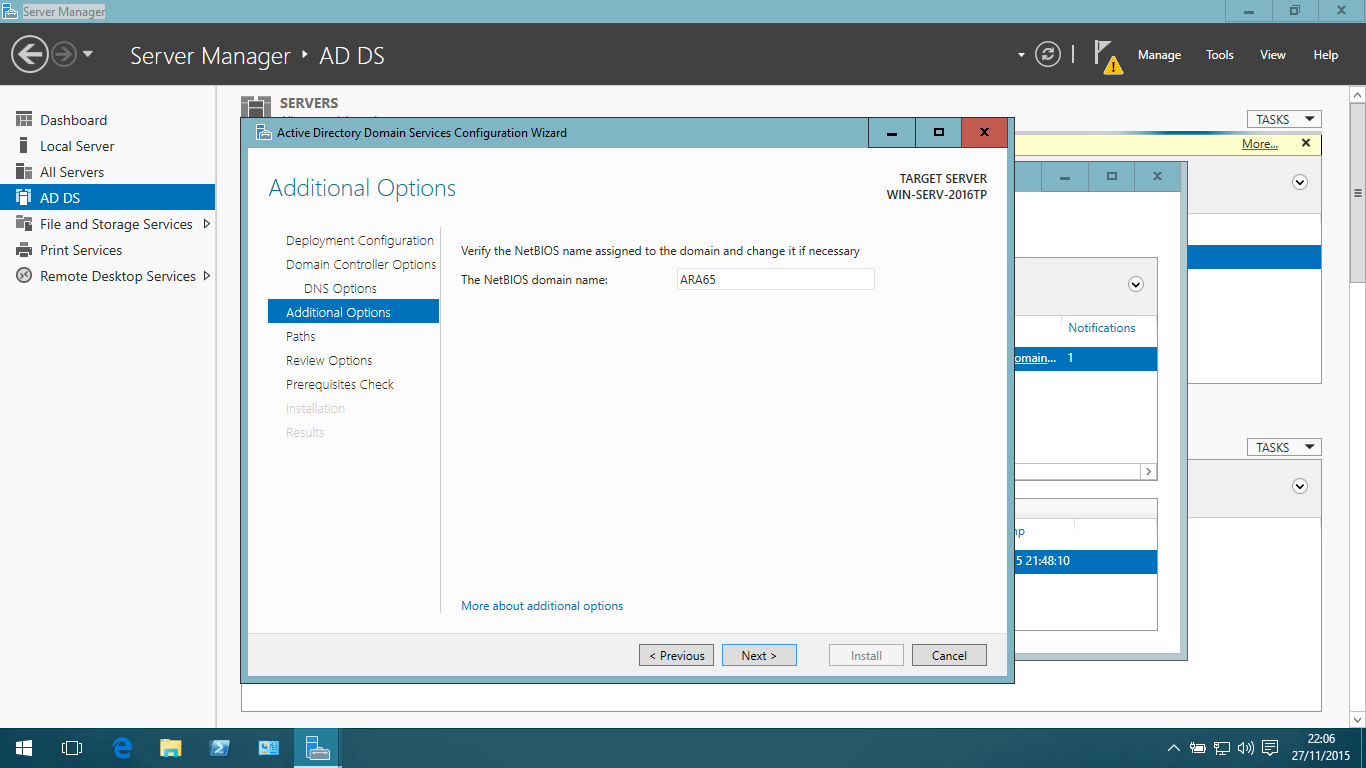 Server Manager
Server Manager ‣ AD DS
Manage Tools View Help
Dashboard
Local Server
All Servers
AD DS
File and Storage Services
Print Services
Remote Desktop Services
SERVERS
TASKS
More...
Active Directory Domain Services Configuration Wizard
Additional Options
TARGET SERVER
WIN-SERV-2016TP
Deployment Configuration
Domain Controller Options
DNS Options
Additional Options
Paths
Review Options
Prerequisites Check
Installation
Results
Verify the NetBIOS name assigned to the domain and change it if necessary
The NetBIOS domain name: ARA65
More about additional options
< Previous Next > Install Cancel
Notifications
omain... 1
TASKS
mp
5 21:48:10
22:06
27/11/2015